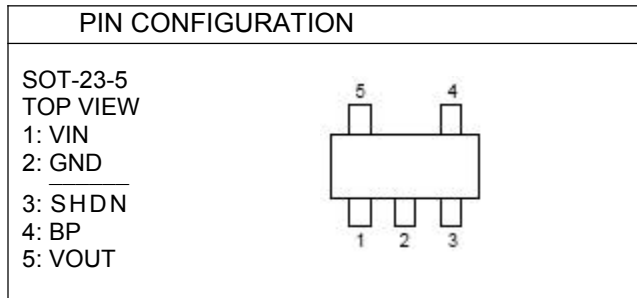 PIN CONFIGURATION
SOT-23-5
TOP VIEW
1: VIN
2: GND
3: SHDN
4: BP
5: VOUT
5 4
1 2 3